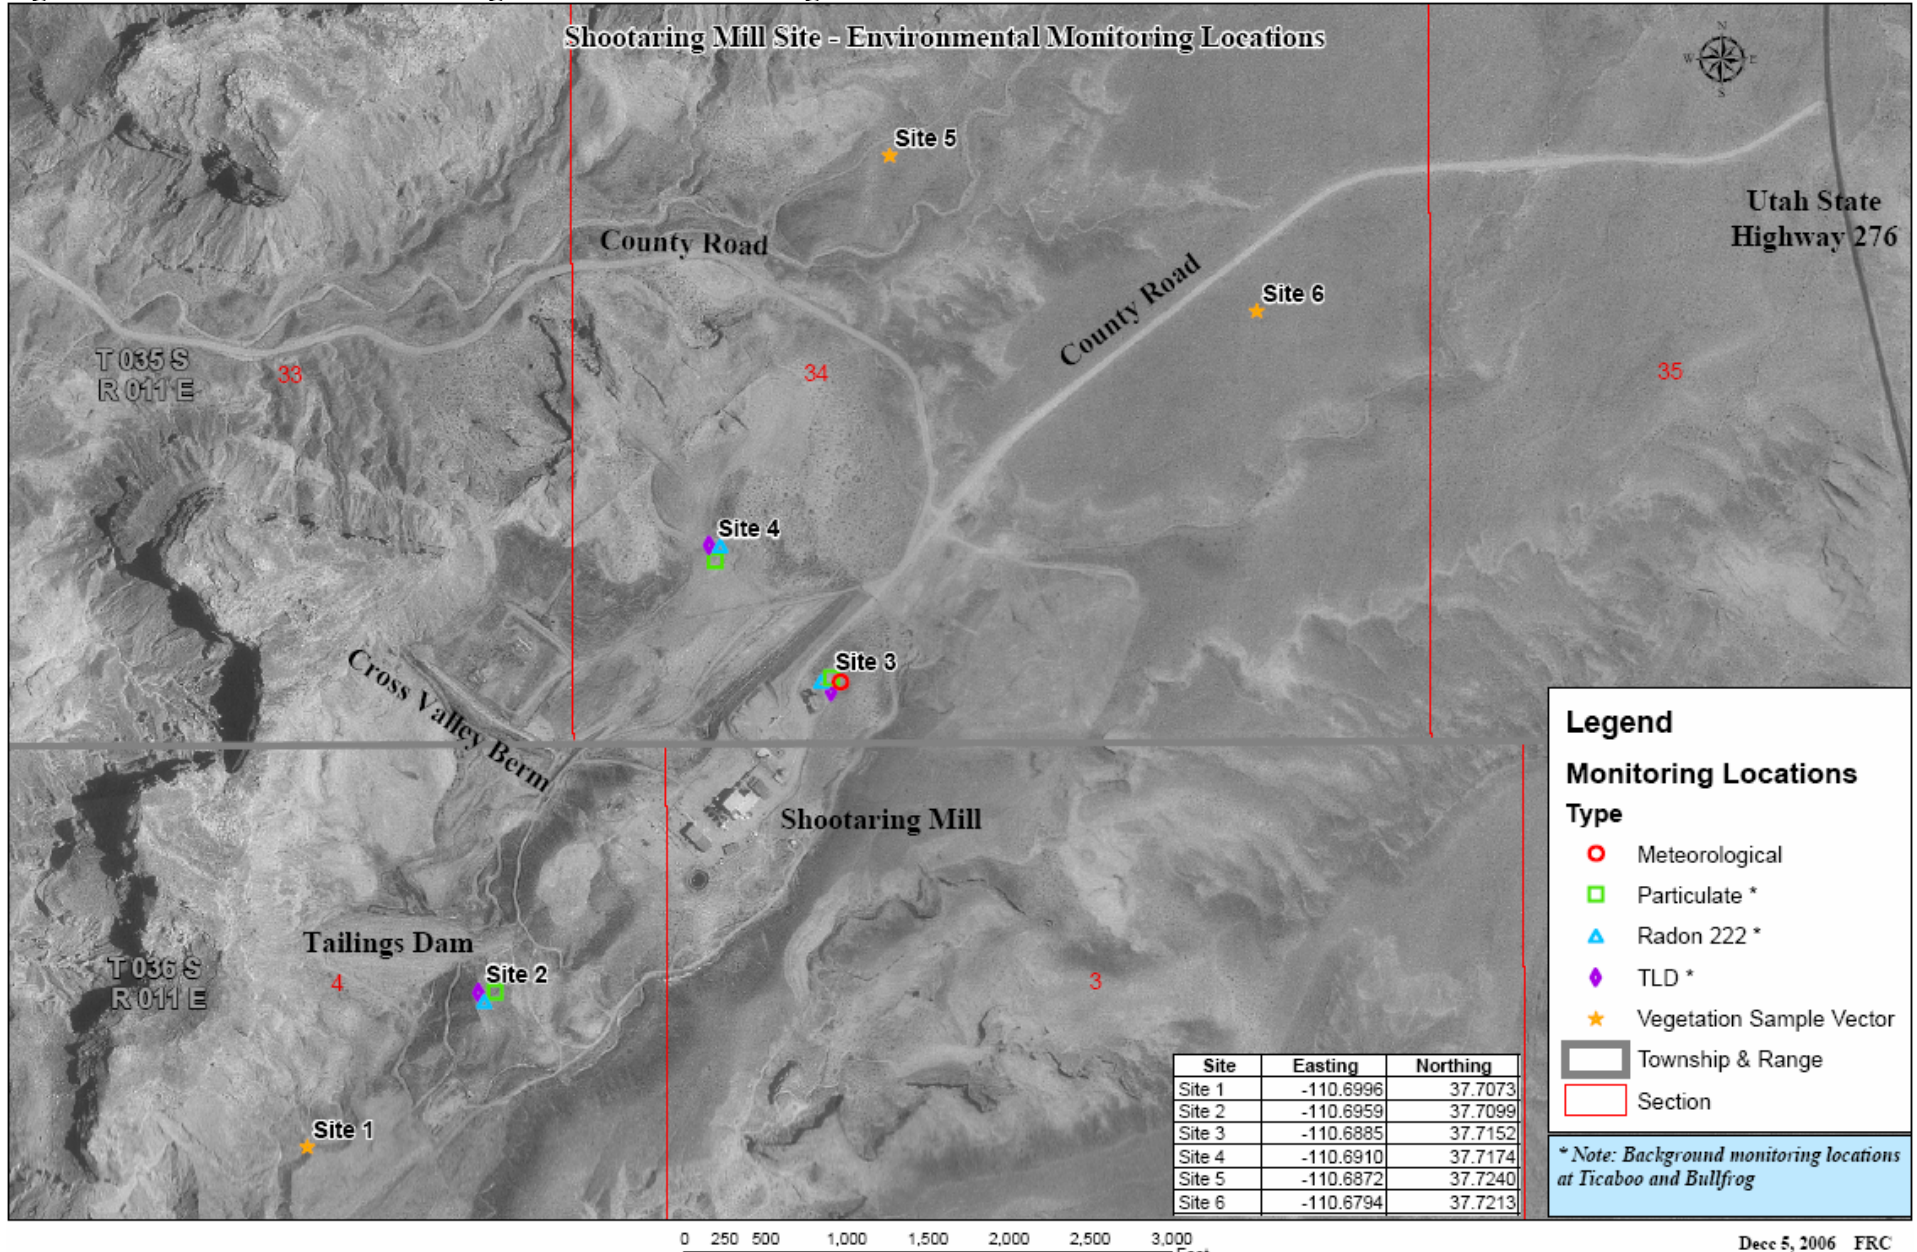 Shootaring Mill Site - Environmental Monitoring Locations
N
W E
S
Site 5
Utah State
Highway 276
County Road
County Road
Site 6
T 035 S
R 011 E
33
34
35
Site 4
Site 3
Cross Valley Berm
Shootaring Mill
Tailings Dam
T 036 S
R 011 E
4
Site 2
3
Site 1
Legend
Monitoring Locations
Type
Meteorological
Particulate *
Radon 222 *
TLD *
Vegetation Sample Vector
Township & Range
Section
* Note: Background monitoring locations
at Ticaboo and Bullfrog
Site Easting Northing
Site 1 -110.6996 37.7073
Site 2 -110.6959 37.7099
Site 3 -110.6885 37.7152
Site 4 -110.6910 37.7174
Site 5 -110.6872 37.7240
Site 6 -110.6794 37.7213
0 250 500 1,000 1,500 2,000 2,500 3,000
Decc 5, 2006 FRC